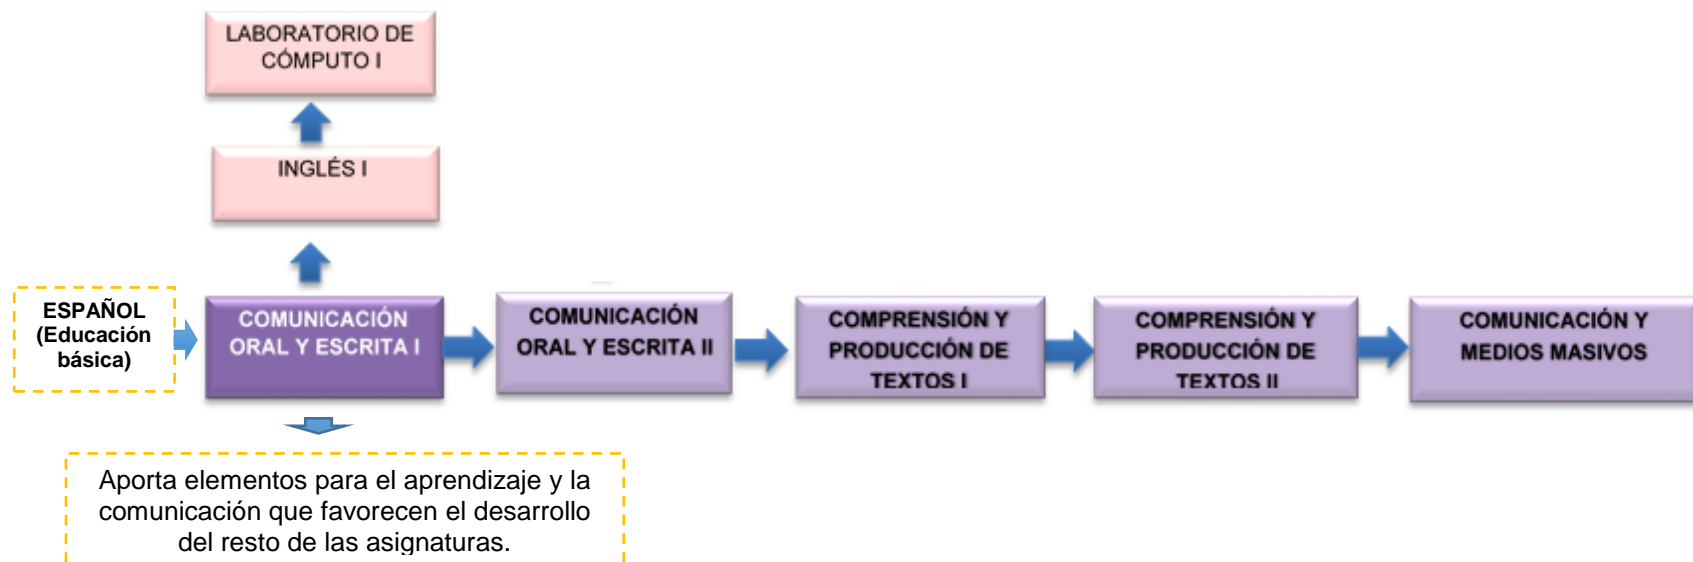 LABORATORIO DE
CÓMPUTO I
INGLÉS I
ESPAÑOL
(Educación
básica)
COMUNICACIÓN
ORAL Y ESCRITA I
COMUNICACIÓN
ORAL Y ESCRITA II
COMPRENSIÓN Y
PRODUCCIÓN DE
TEXTOS I
COMPRENSIÓN Y
PRODUCCIÓN DE
TEXTOS II
COMUNICACIÓN Y
MEDIOS MASIVOS
Aporta elementos para el aprendizaje y la
comunicación que favorecen el desarrollo
del resto de las asignaturas.